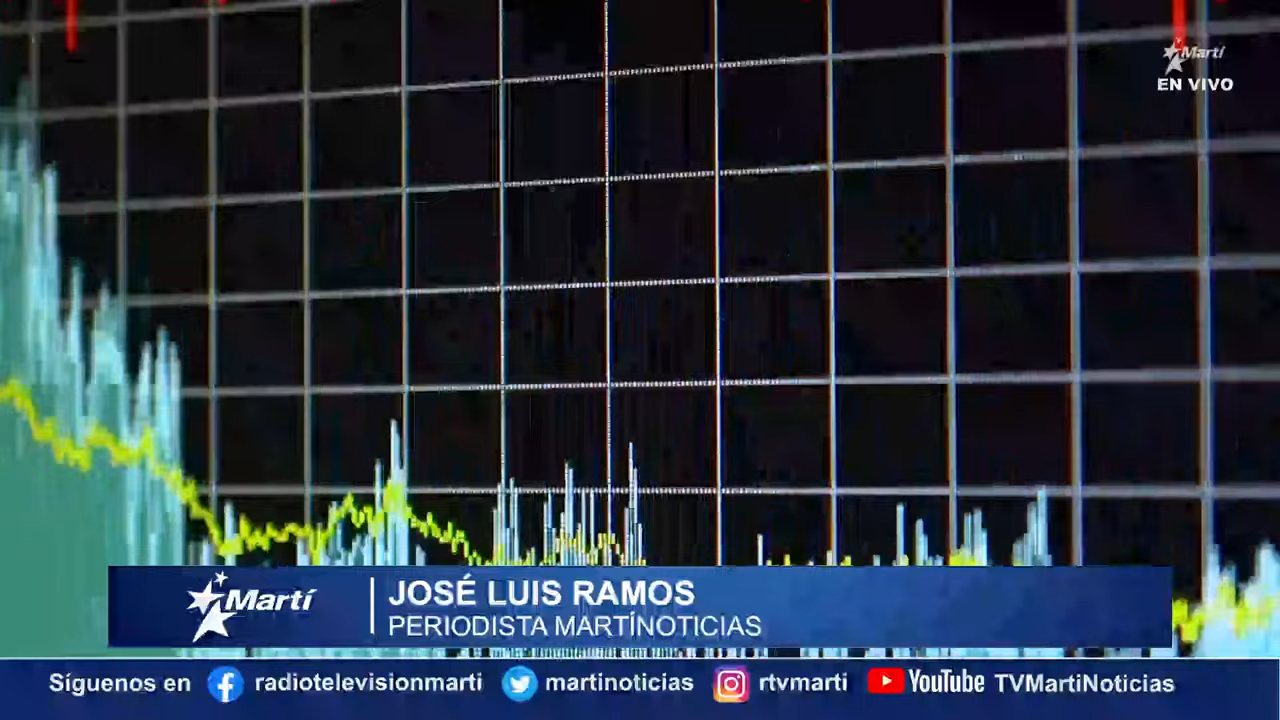 Martí
EN VIVO
Martí
JOSÉ LUIS RAMOS
PERIODISTA MARTÍNOTICIAS
Síguenos en radiotelevisionmarti martinoticias rtvmarti YouTube TVMartiNoticias